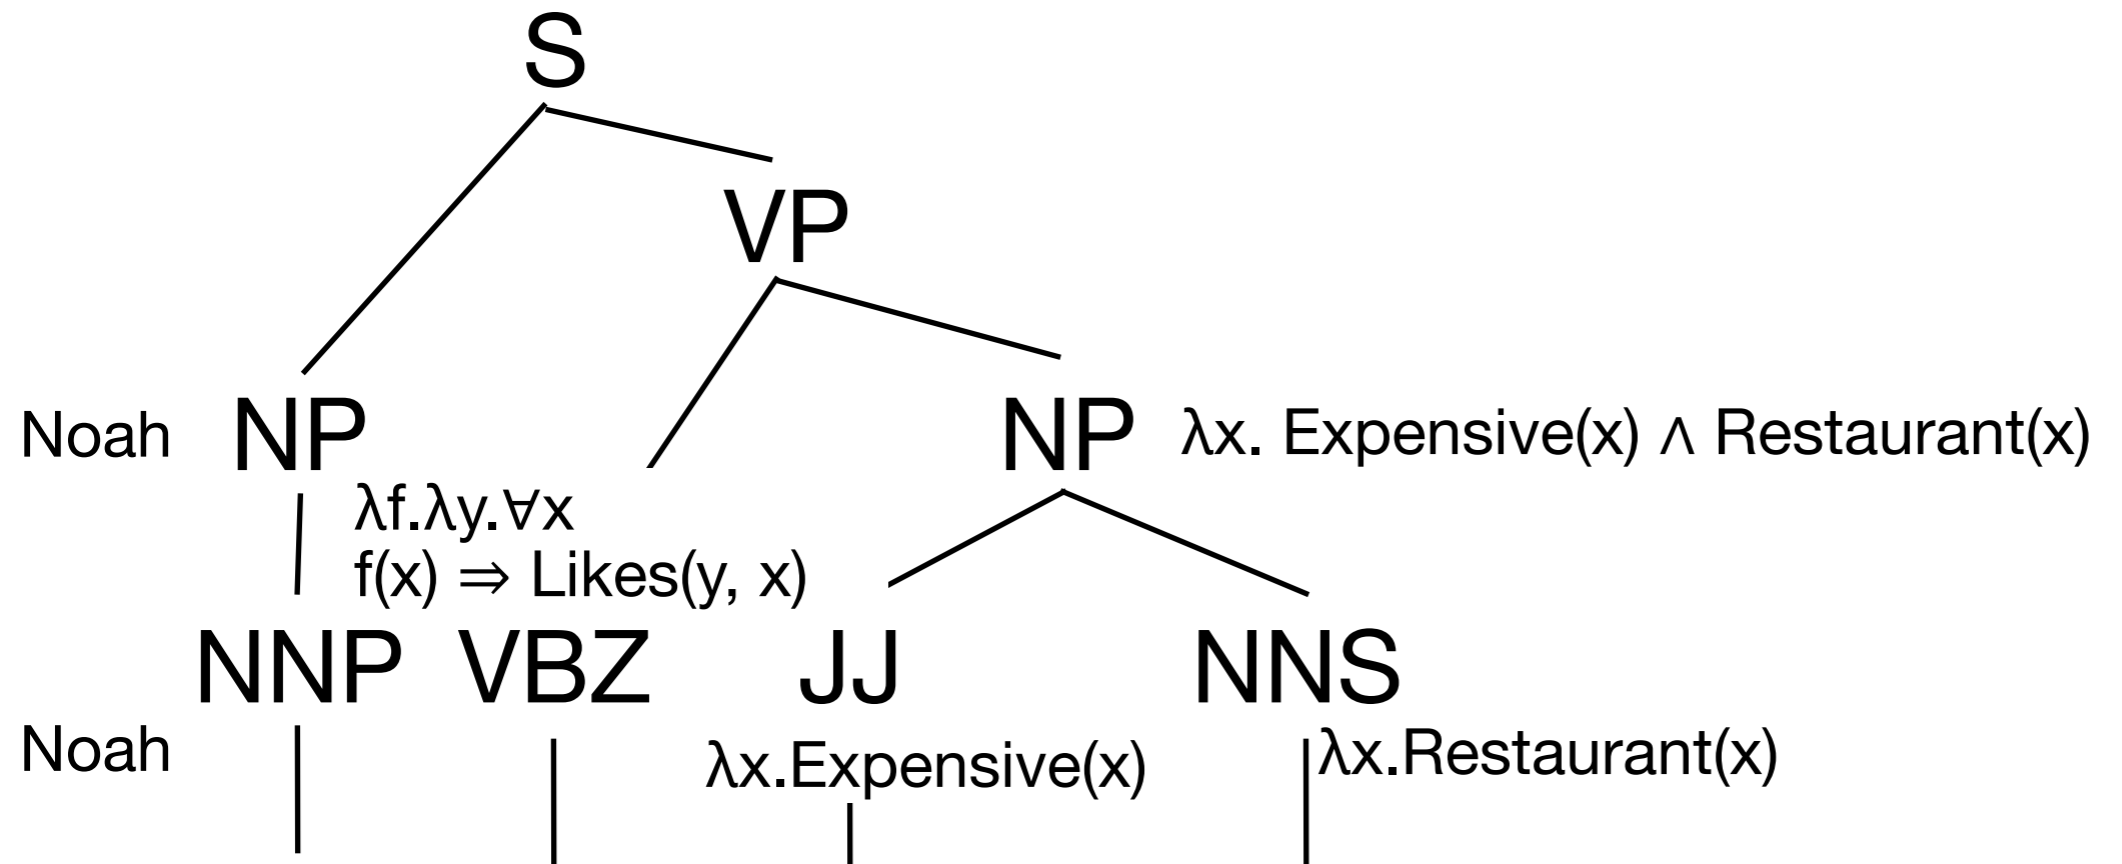 S
VP
Noah NP
NP λx. Expensive(x) ∧ Restaurant(x)
λf.λy.∀x
f(x) ⇒ Likes(y, x)
NNP VBZ JJ NNS
Noah
λx.Expensive(x)
λx.Restaurant(x)